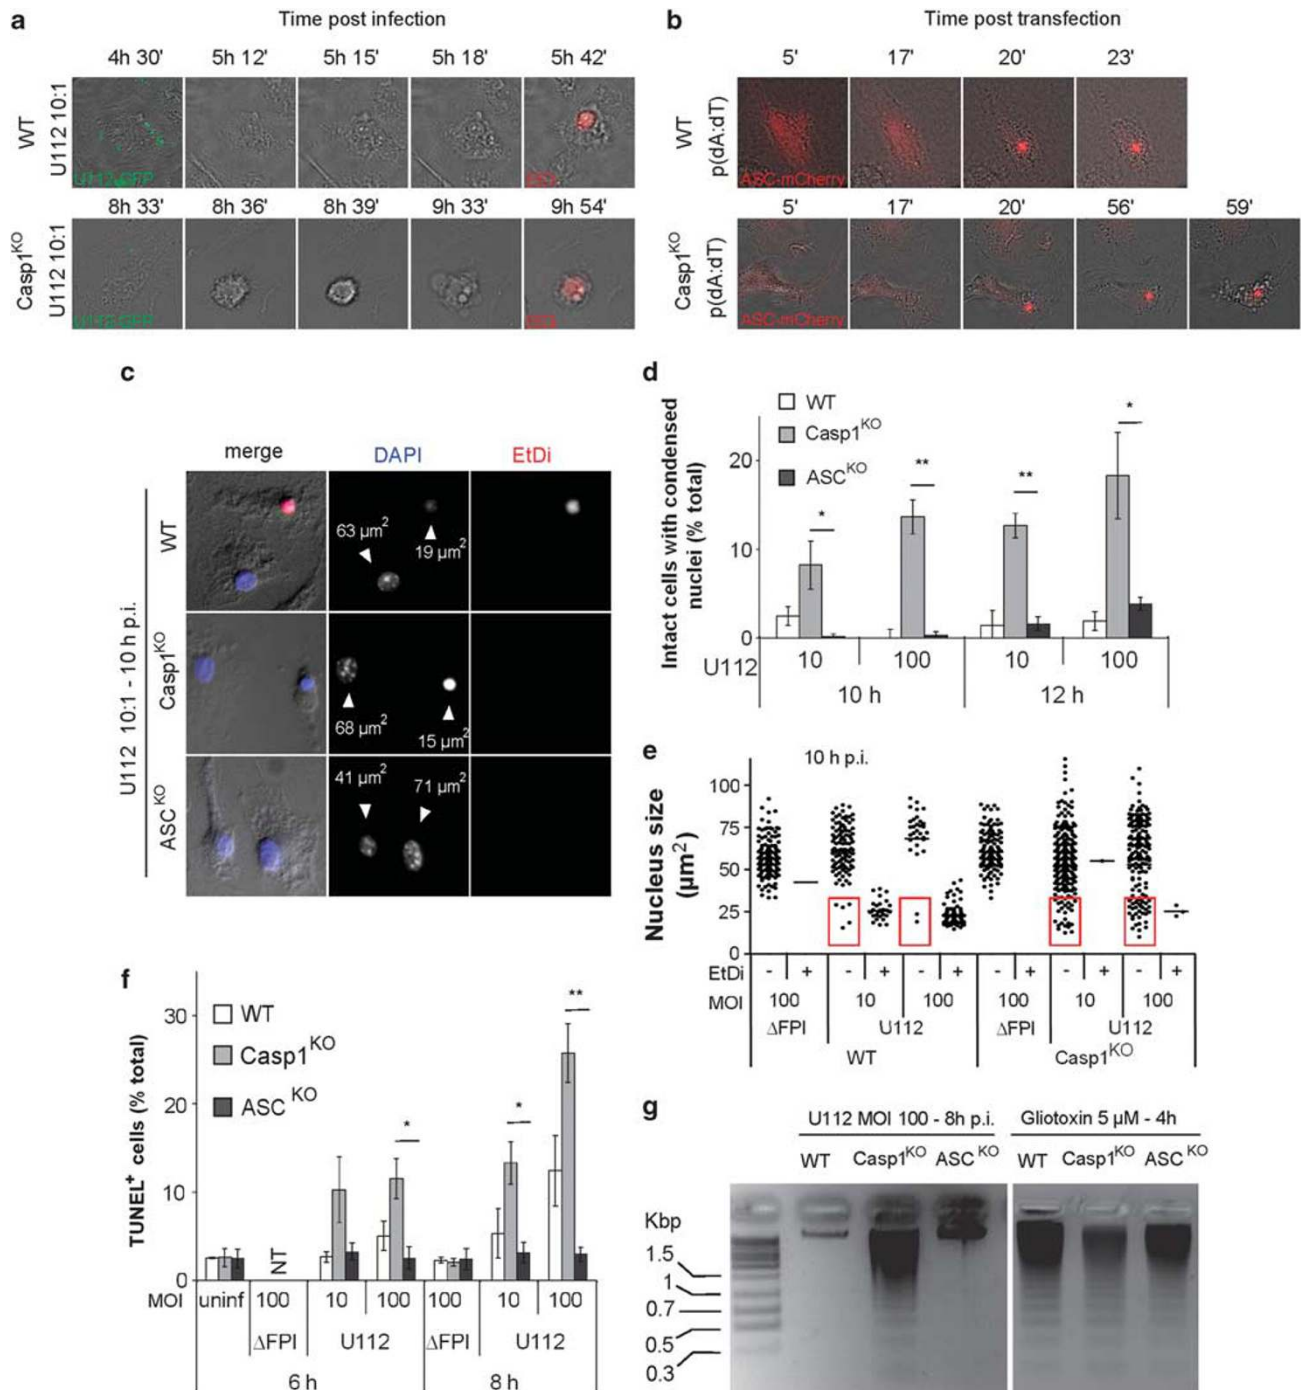 a
Time post infection
4h 30' 5h 12' 5h 15' 5h 18' 5h 42'
WT
U112 10:1
U112-GFP
8h 33' 8h 36' 8h 39' 9h 33' 9h 54'
Casp1KO
U112 10:1
U112-GFP
b
Time post transfection
5' 17' 20' 23'
WT
p(dA:dT)
ASC-mCherry
5' 17' 20' 56' 59'
Casp1KO
p(dA:dT)
ASC-mCherry
c
merge DAPI EtDi
U112 10:1 - 10 h p.i.
WT
63 µm2
19 µm2
Casp1KO
68 µm2
15 µm2
ASC KO
41 µm2
71 µm2
d
Intact cells with condensed
nuclei (% total)
WT
Casp1KO
ASCKO
20
10
0
* ** ** *
U112 10 100 10 100
10 h 12 h
e
10 h p.i.
Nucleus size
(µm2)
100
75
50
25
0
EtDi - + - + - + - + - + - +
MOI 100 10 100 100 10 100
ΔFPI U112 ΔFPI U112
WT Casp1KO
f
TUNEL+ cells (% total)
WT
Casp1KO
ASC KO
30
20
10
0
* * **
NT
MOI uninf 100 10 100 100 10 100
ΔFPI U112 ΔFPI U112
6 h 8h
g
U112 MOI 100 - 8h p.i. Gliotoxin 5 µM - 4h
WT Casp1KO ASC KO WT Casp1KO ASC KO
Kbp
1.5
1
0.7
0.5
0.3